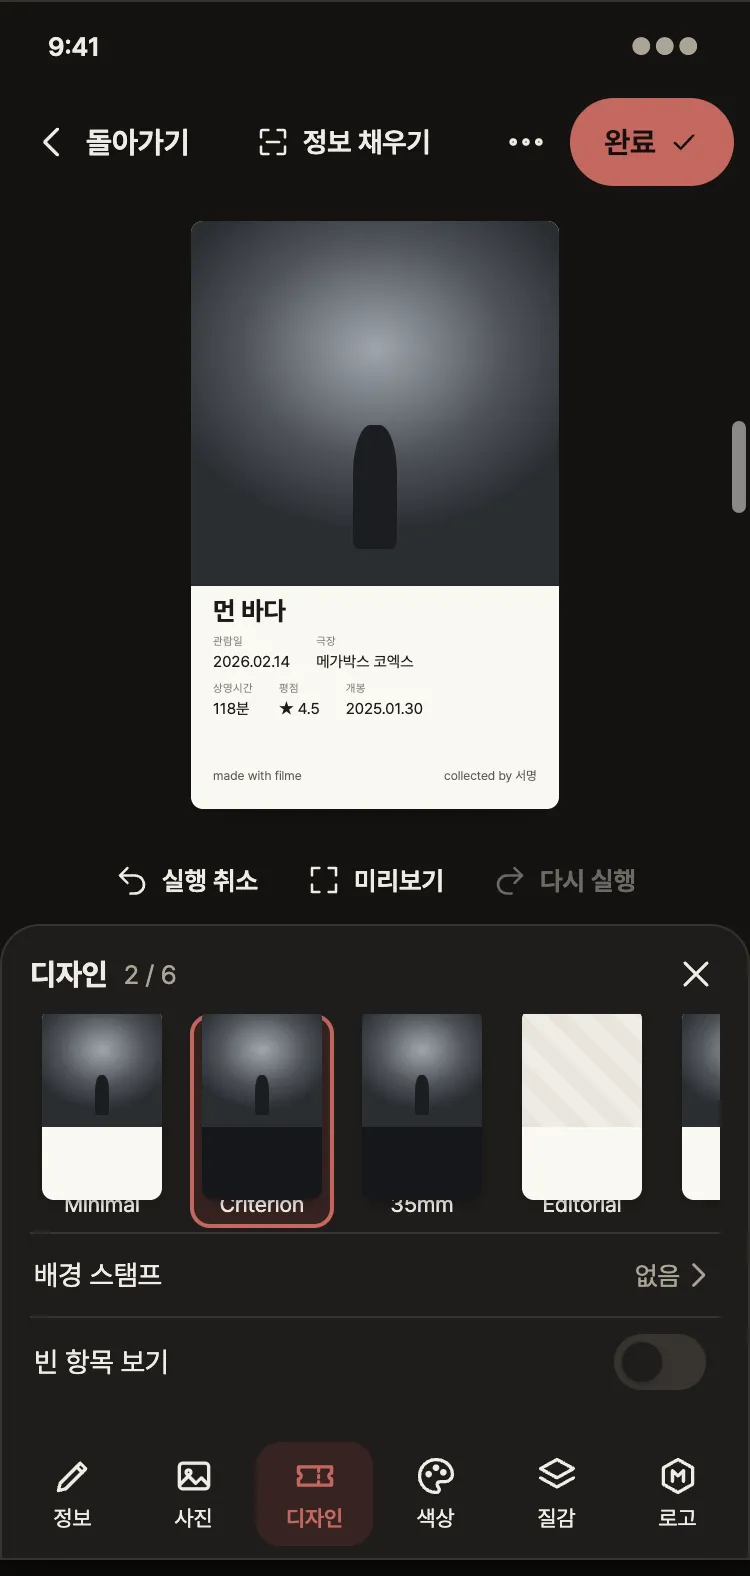 9:41
돌아가기
정보 채우기
완료
먼 바다
관람일 극장
2026.02.14 메가박스 코엑스
상영시간 평점 개봉
118분 ★ 4.5 2025.01.30
made with filme collected by 서명
실행 취소 미리보기 다시 실행
디자인 2 / 6
Minimal Criterion 35mm Editorial
배경 스탬프 없음
빈 항목 보기
정보 사진 디자인 색상 질감 로고